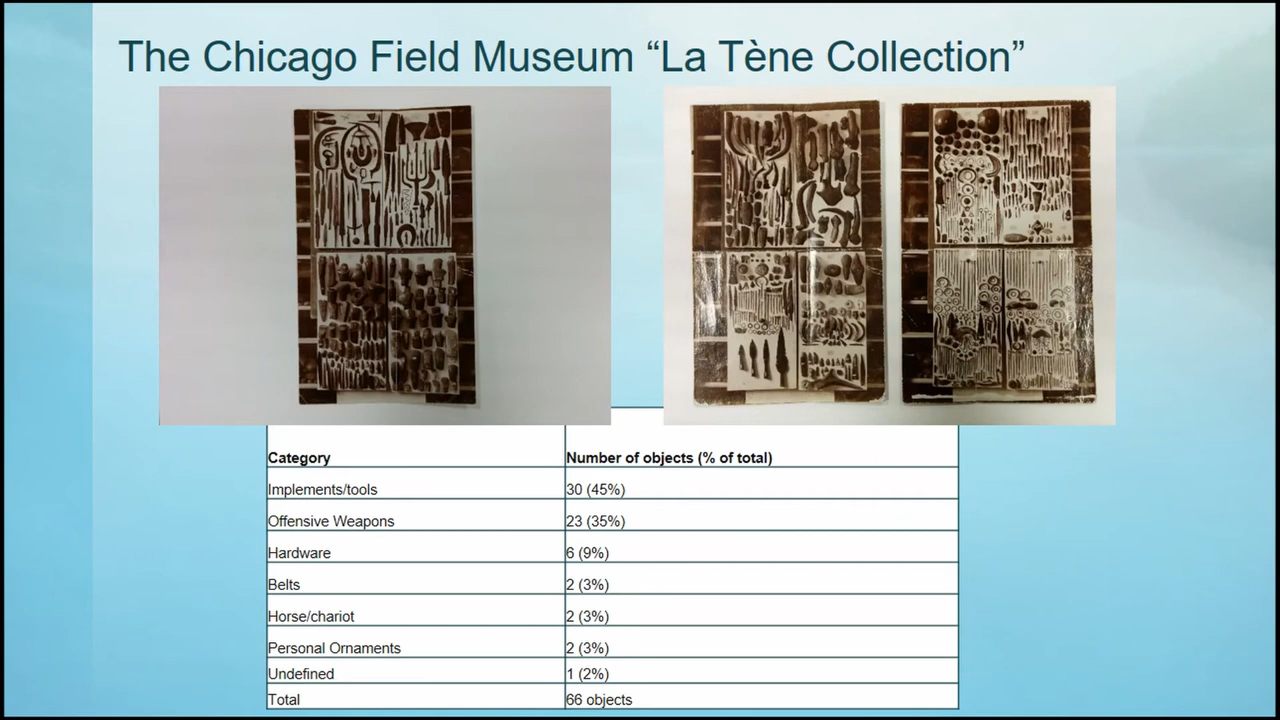 The Chicago Field Museum “La Tène Collection”
Category Number of objects (% of total)
Implements/tools 30 (45%)
Offensive Weapons 23 (35%)
Hardware 6 (9%)
Belts 2 (3%)
Horse/chariot 2 (3%)
Personal Ornaments 2 (3%)
Undefined 1 (2%)
Total 66 objects